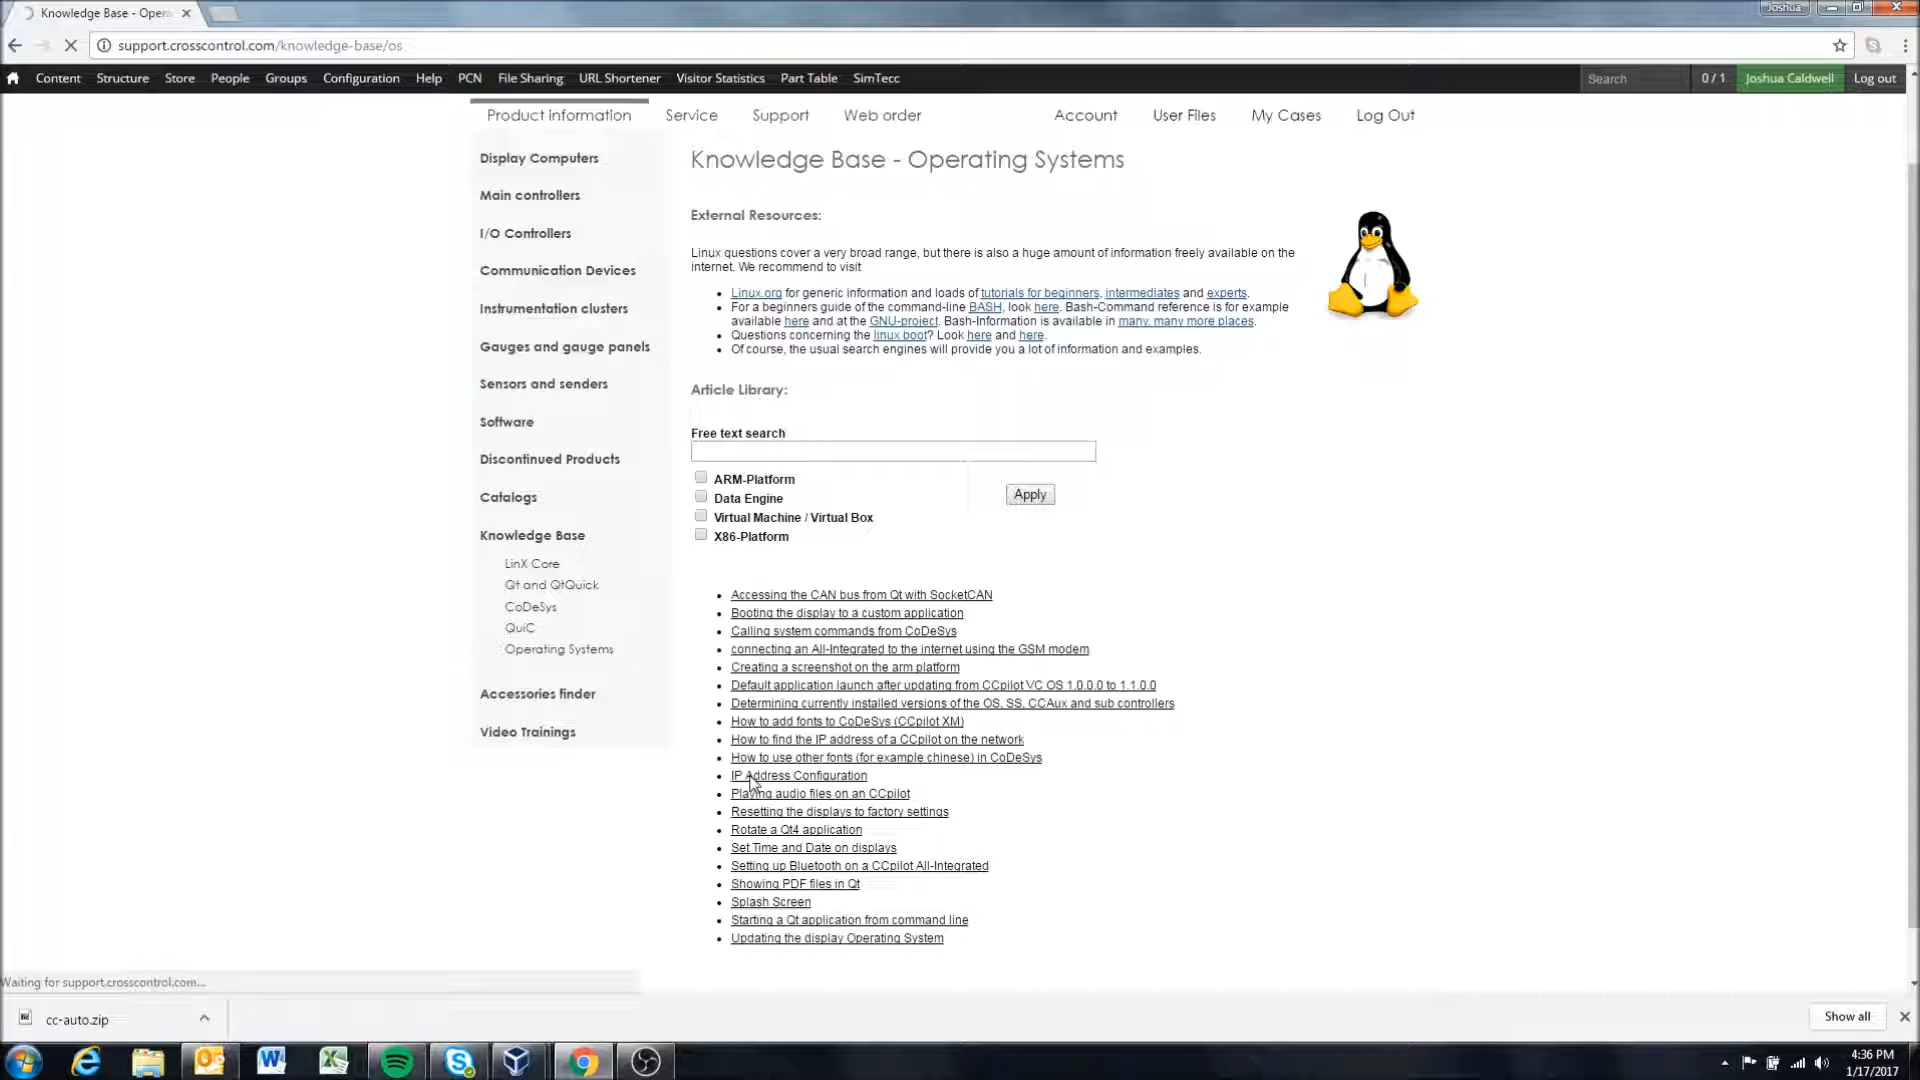 Knowledge Base - Opera
Joshua
support.crosscontrol.com/knowledge-base/os
Content Structure Store People Groups Configuration Help PCN File Sharing URL Shortener Visitor Statistics Part Table SimTecc Search 0 / 1 Joshua Caldwell Log out
Product information Service Support Web order Account User Files My Cases Log Out
Display Computers
Main controllers
I/O Controllers
Communication Devices
Instrumentation clusters
Gauges and gauge panels
Sensors and senders
Software
Discontinued Products
Catalogs
Knowledge Base
LinX Core
Qt and QtQuick
CoDeSys
QuiC
Operating Systems
Accessories finder
Video Trainings
Knowledge Base - Operating Systems
External Resources:
Linux questions cover a very broad range, but there is also a huge amount of information freely available on the
internet. We recommend to visit
Linux.org for generic information and loads of tutorials for beginners, intermediates and experts.
For a beginners guide of the command-line BASH, look here. Bash-Command reference is for example
available here and at the GNU-project. Bash-Information is available in many, many more places.
Questions concerning the linux boot? Look here and here.
Of course, the usual search engines will provide you a lot of information and examples.
Article Library:
Free text search
ARM-Platform
Data Engine
Virtual Machine / Virtual Box
X86-Platform
Apply
Accessing the CAN bus from Qt with SocketCAN
Booting the display to a custom application
Calling system commands from CoDeSys
connecting an All-Integrated to the internet using the GSM modem
Creating a screenshot on the arm platform
Default application launch after updating from CCpilot VC OS 1.0.0.0 to 1.1.0.0
Determining currently installed versions of the OS, SS, CCAux and sub controllers
How to add fonts to CoDeSys (CCpilot XM)
How to find the IP address of a CCpilot on the network
How to use other fonts (for example chinese) in CoDeSys
IP Address Configuration
Playing audio files on an CCpilot
Resetting the displays to factory settings
Rotate a Qt4 application
Set Time and Date on displays
Setting up Bluetooth on a CCpilot All-Integrated
Showing PDF files in Qt
Splash Screen
Starting a Qt application from command line
Updating the display Operating System
Waiting for support.crosscontrol.com...
cc-auto.zip
Show all
4:36 PM
1/17/2017